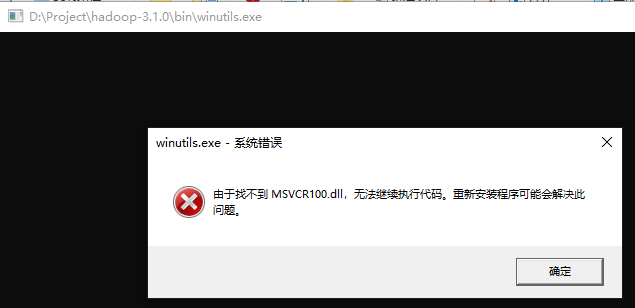 D:\Project\hadoop-3.1.0\bin\winutils.exe
winutils.exe - 系统错误
由于找不到 MSVCR100.dll，无法继续执行代码。重新安装程序可能会解决此
问题。
确定